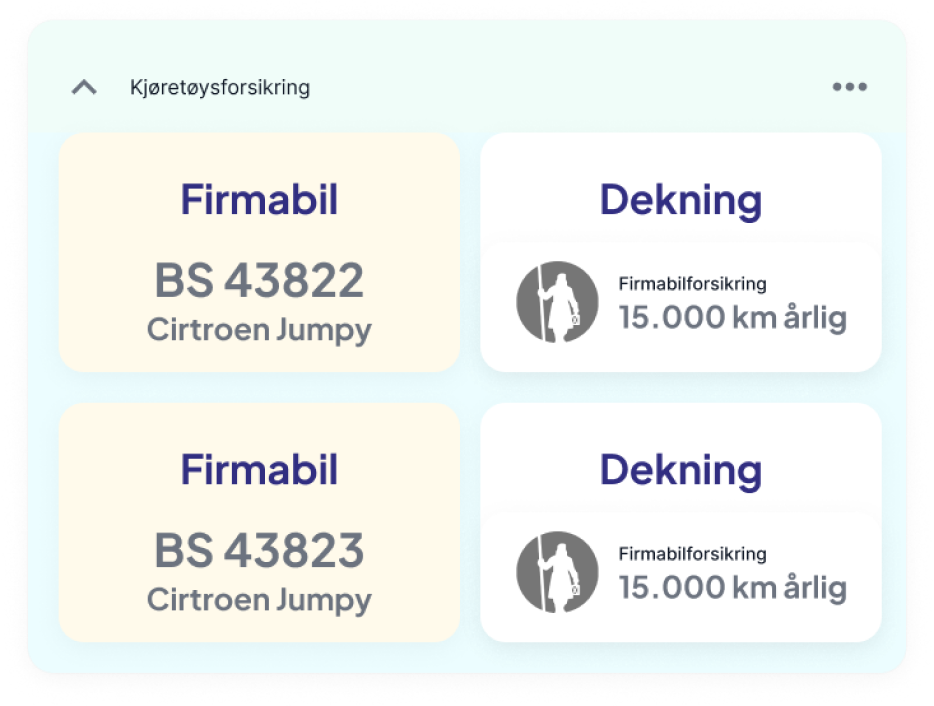 Kjøretøysforsikring
Firmabil
BS 43822
Cirtroen Jumpy
Dekning
Firmabilforsikring
15.000 km årlig
Firmabil
BS 43823
Cirtroen Jumpy
Dekning
Firmabilforsikring
15.000 km årlig